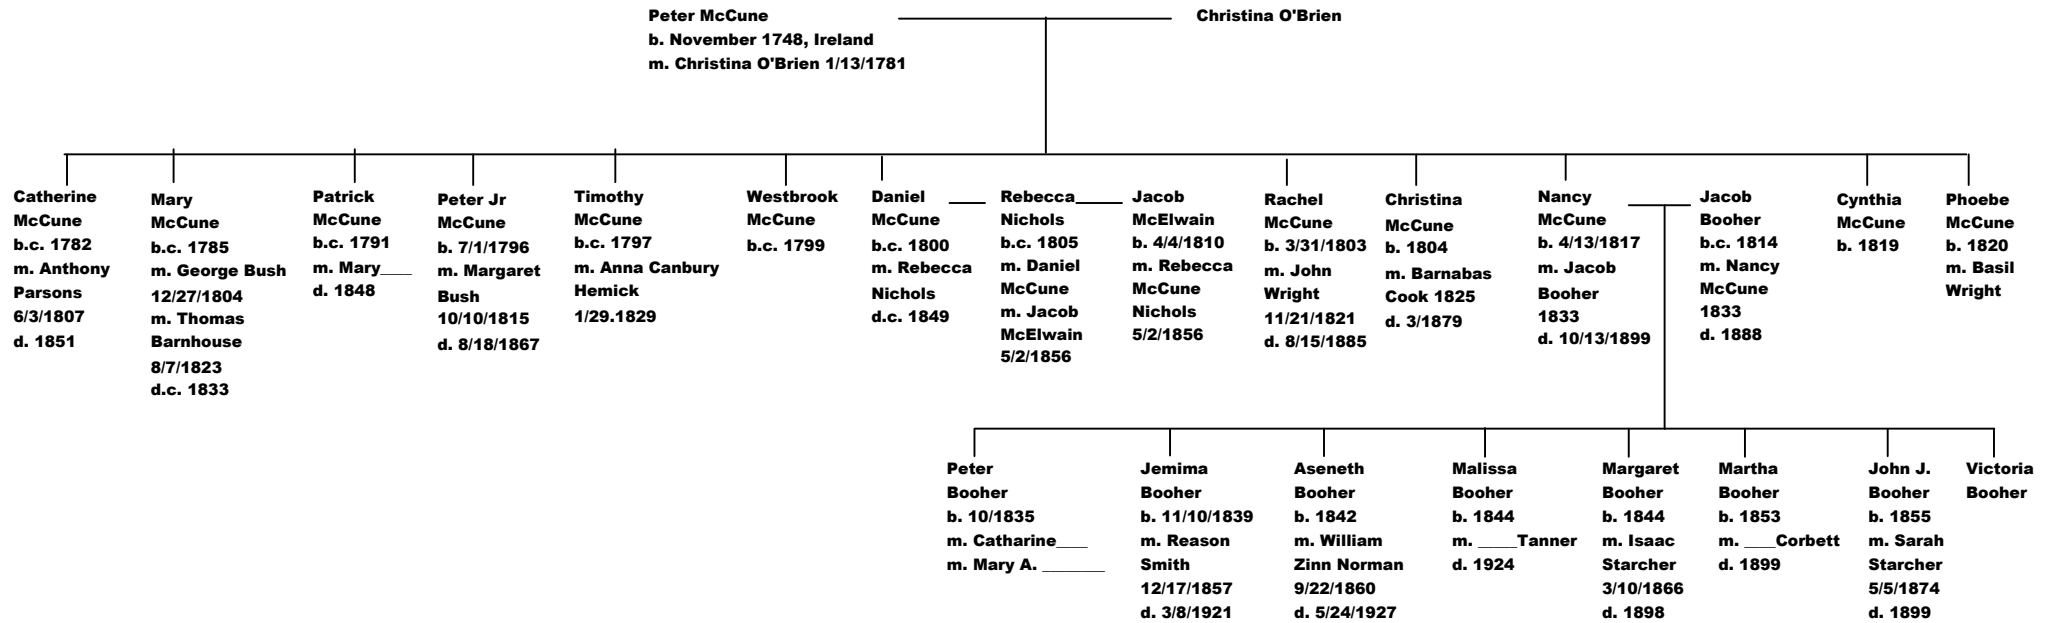 Peter McCune
b. November 1748, Ireland
m. Christina O'Brien 1/13/1781
Christina O'Brien
Catherine
McCune
b.c. 1782
m. Anthony
Parsons
6/3/1807
d. 1851
Mary
McCune
b.c. 1785
m. George Bush
12/27/1804
m. Thomas
Barnhouse
8/7/1823
d.c. 1833
Patrick
McCune
b.c. 1791
m. Mary____
d. 1848
Peter Jr
McCune
b. 7/1/1796
m. Margaret
Bush
10/10/1815
d. 8/18/1867
Timothy
McCune
b.c. 1797
m. Anna Canbury
Hemick
1/29.1829
Westbrook
McCune
b.c. 1799
Daniel
McCune
b.c. 1800
m. Rebecca
Nichols
d.c. 1849
Rebecca
Nichols
b.c. 1805
m. Daniel
McCune
m. Jacob
McElwain
5/2/1856
Jacob
McElwain
b. 4/4/1810
m. Rebecca
McCune
Nichols
5/2/1856
Rachel
McCune
b. 3/31/1803
m. John
Wright
11/21/1821
d. 8/15/1885
Christina
McCune
b. 1804
m. Barnabas
Cook 1825
d. 3/1879
Nancy
McCune
b. 4/13/1817
m. Jacob
Booher
1833
d. 10/13/1899
Jacob
Booher
b.c. 1814
m. Nancy
McCune
1833
d. 1888
Cynthia
McCune
b. 1819
Phoebe
McCune
b. 1820
m. Basil
Wright
Peter
Booher
b. 10/1835
m. Catharine____
m. Mary A. ________
Jemima
Booher
b. 11/10/1839
m. Reason
Smith
12/17/1857
d. 3/8/1921
Aseneth
Booher
b. 1842
m. William
Zinn Norman
9/22/1860
d. 5/24/1927
Malissa
Booher
b. 1844
m. _____Tanner
d. 1924
Margaret
Booher
b. 1844
m. Isaac
Starcher
3/10/1866
d. 1898
Martha
Booher
b. 1853
m. ____Corbett
d. 1899
John J.
Booher
b. 1855
m. Sarah
Starcher
5/5/1874
d. 1899
Victoria
Booher